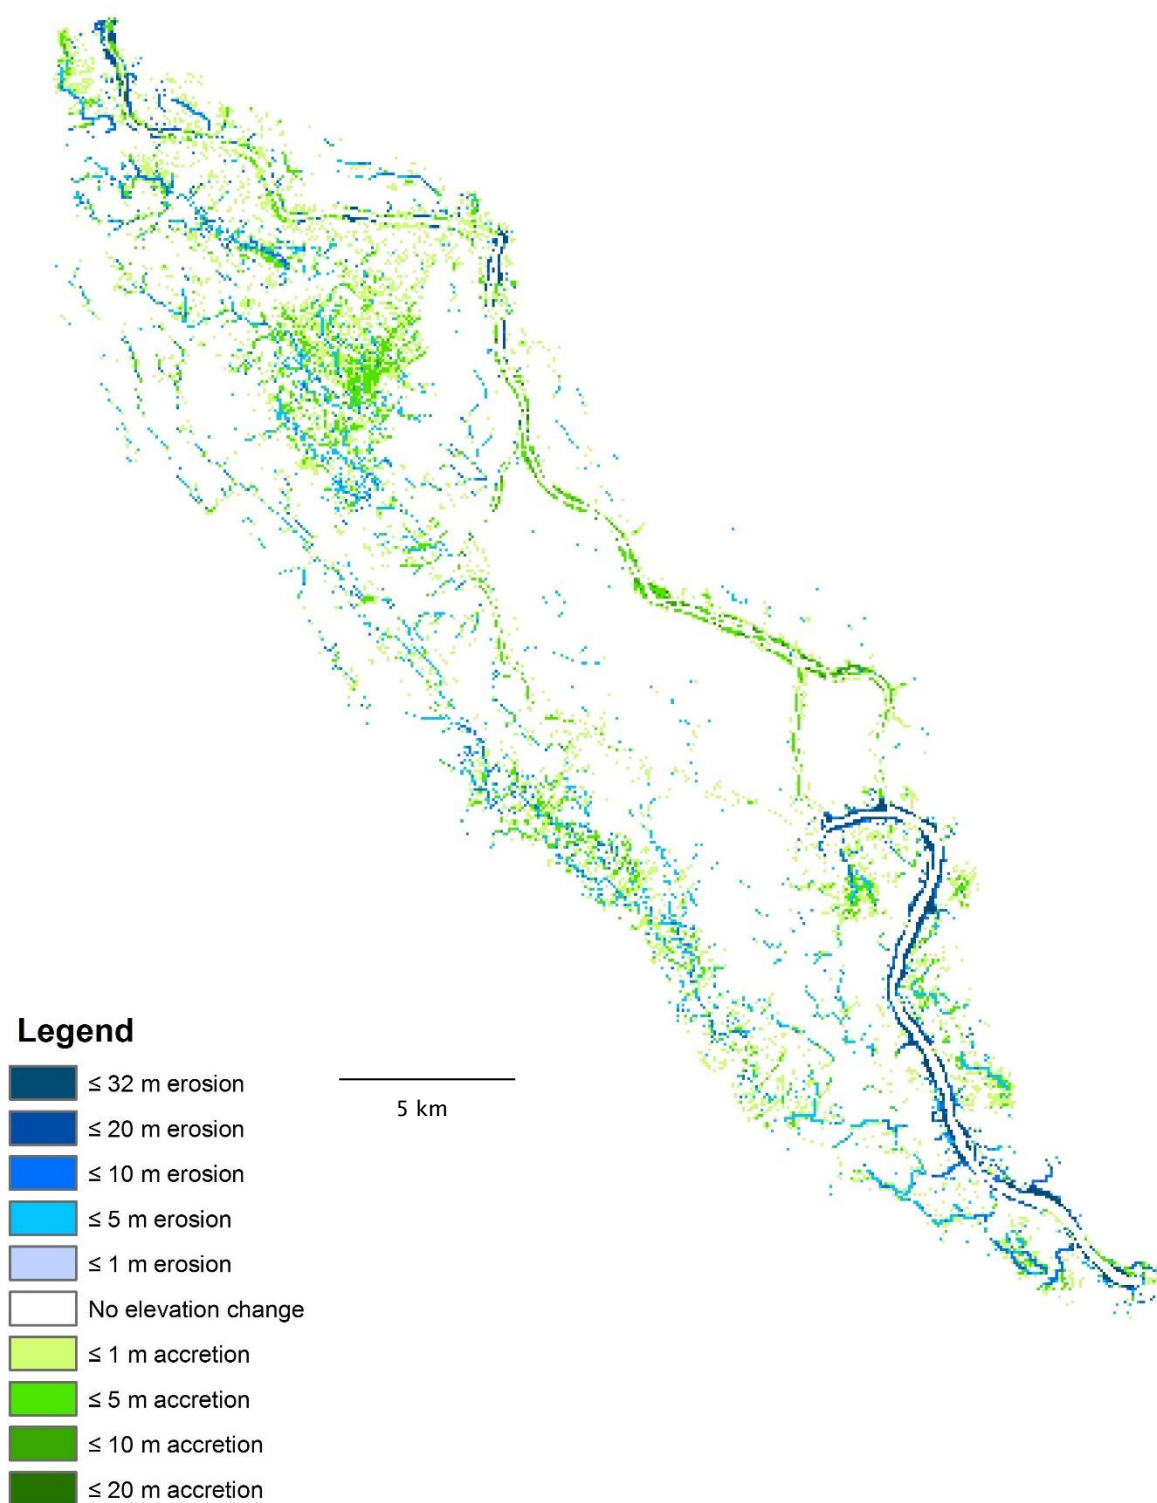 Legend
≤ 32 m erosion
≤ 20 m erosion
≤ 10 m erosion
≤ 5 m erosion
≤ 1 m erosion
No elevation change
≤ 1 m accretion
≤ 5 m accretion
≤ 10 m accretion
≤ 20 m accretion
5 km